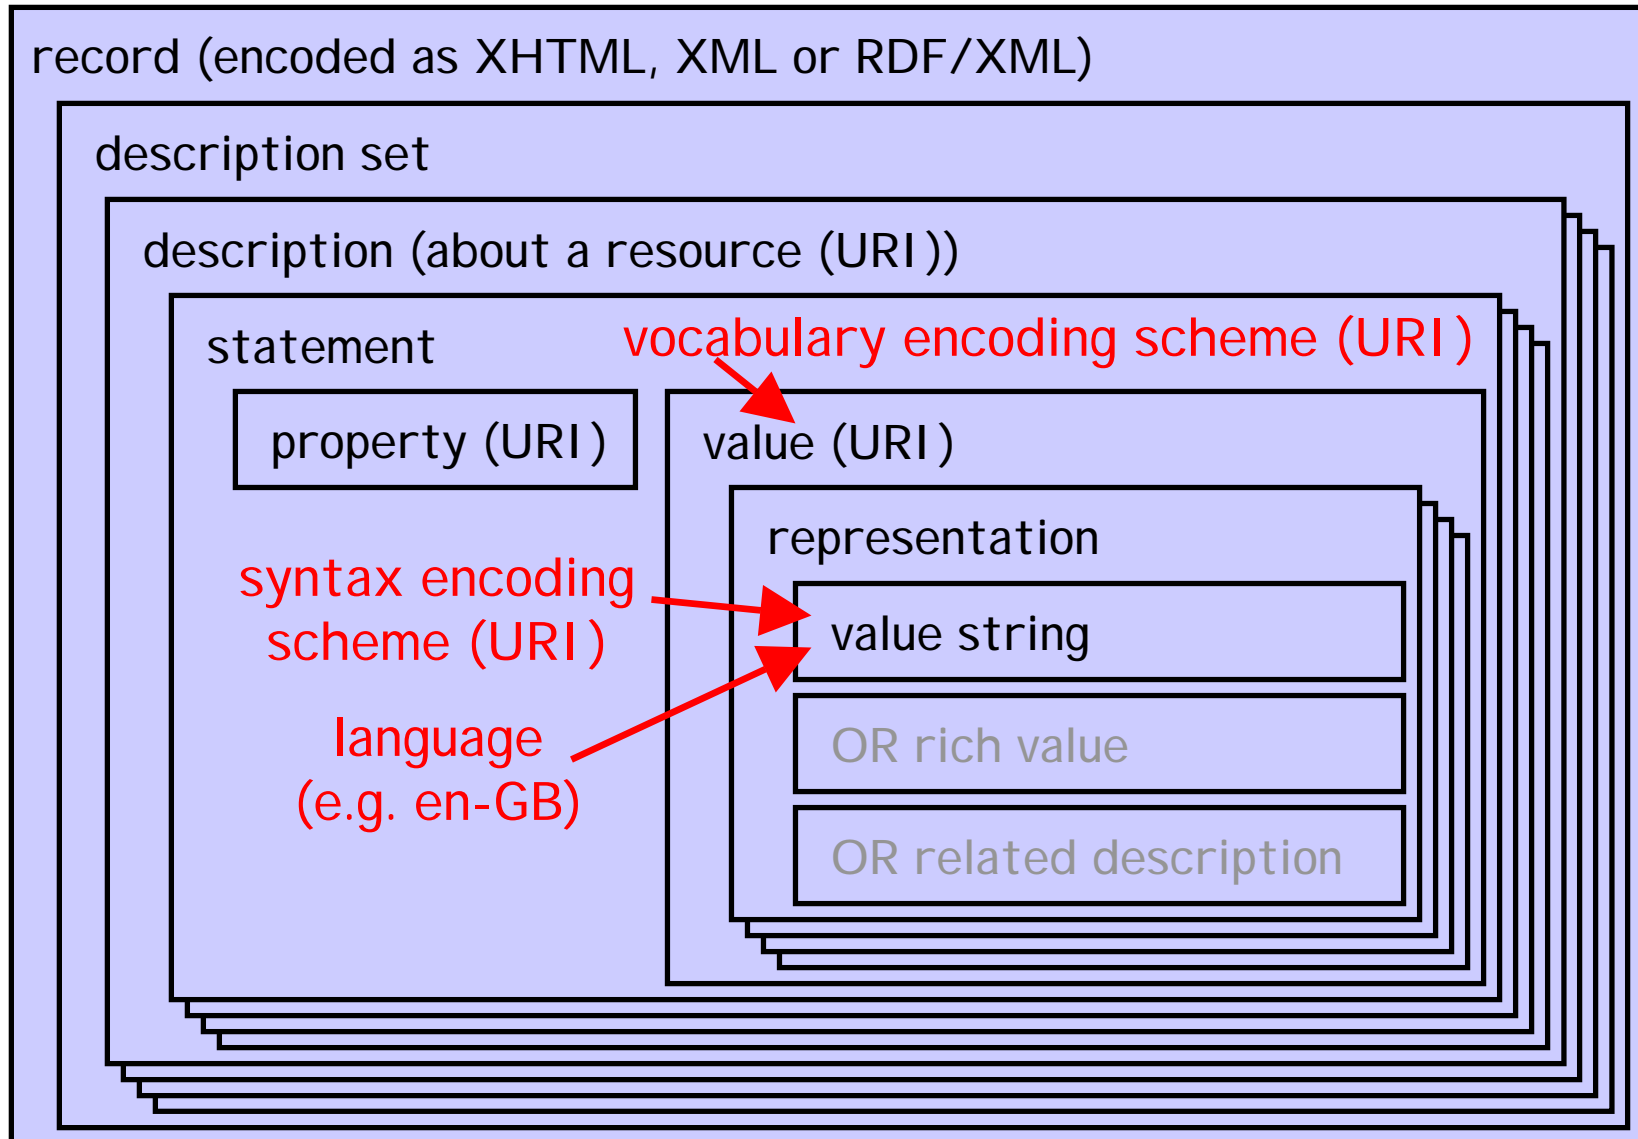 record (encoded as XHTML, XML or RDF/XML)
description set
description (about a resource (URI))
statement
vocabulary encoding scheme (URI)
property (URI)
value (URI)
representation
syntax encoding
scheme (URI)
value string
language
(e.g. en-GB)
OR rich value
OR related description